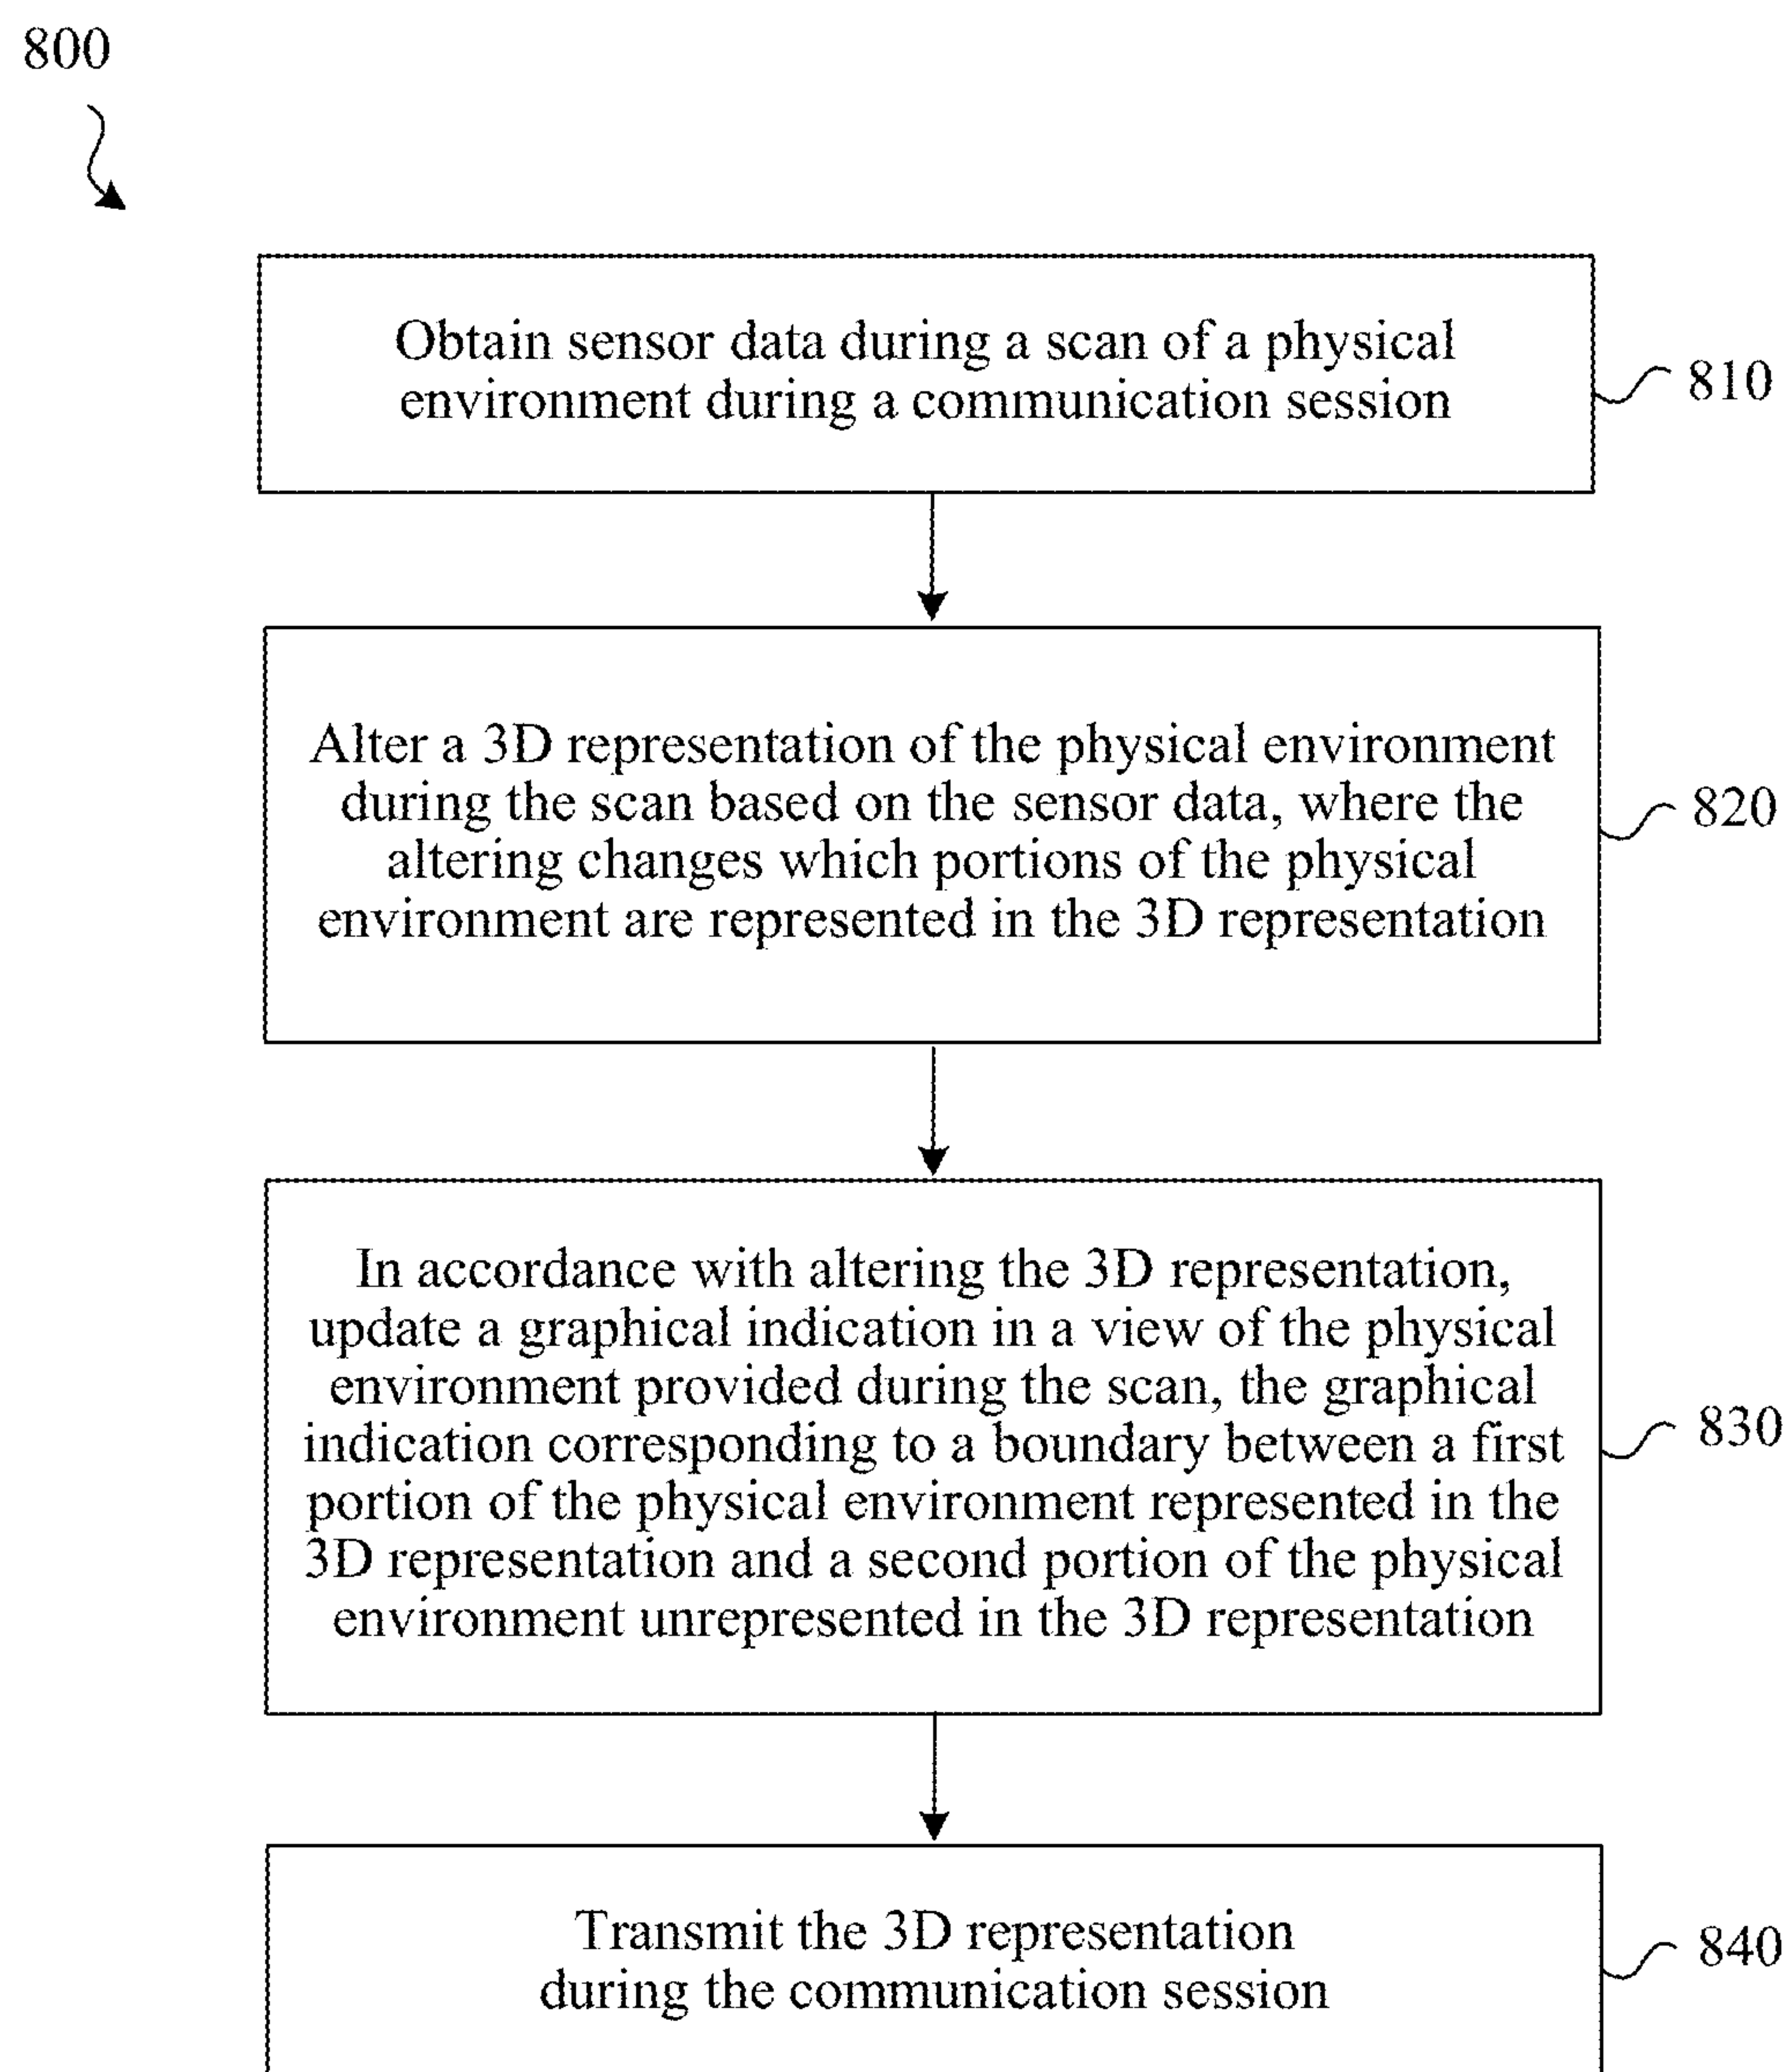 800
Obtain sensor data during a scan of a physical
environment during a communication session
810
Alter a 3D representation of the physical environment
during the scan based on the sensor data, where the
altering changes which portions of the physical
environment are represented in the 3D representation
820
In accordance with altering the 3D representation,
update a graphical indication in a view of the physical
environment provided during the scan, the graphical
indication corresponding to a boundary between a first
portion of the physical environment represented in the
3D representation and a second portion of the physical
environment unrepresented in the 3D representation
830
Transmit the 3D representation
during the communication session
840